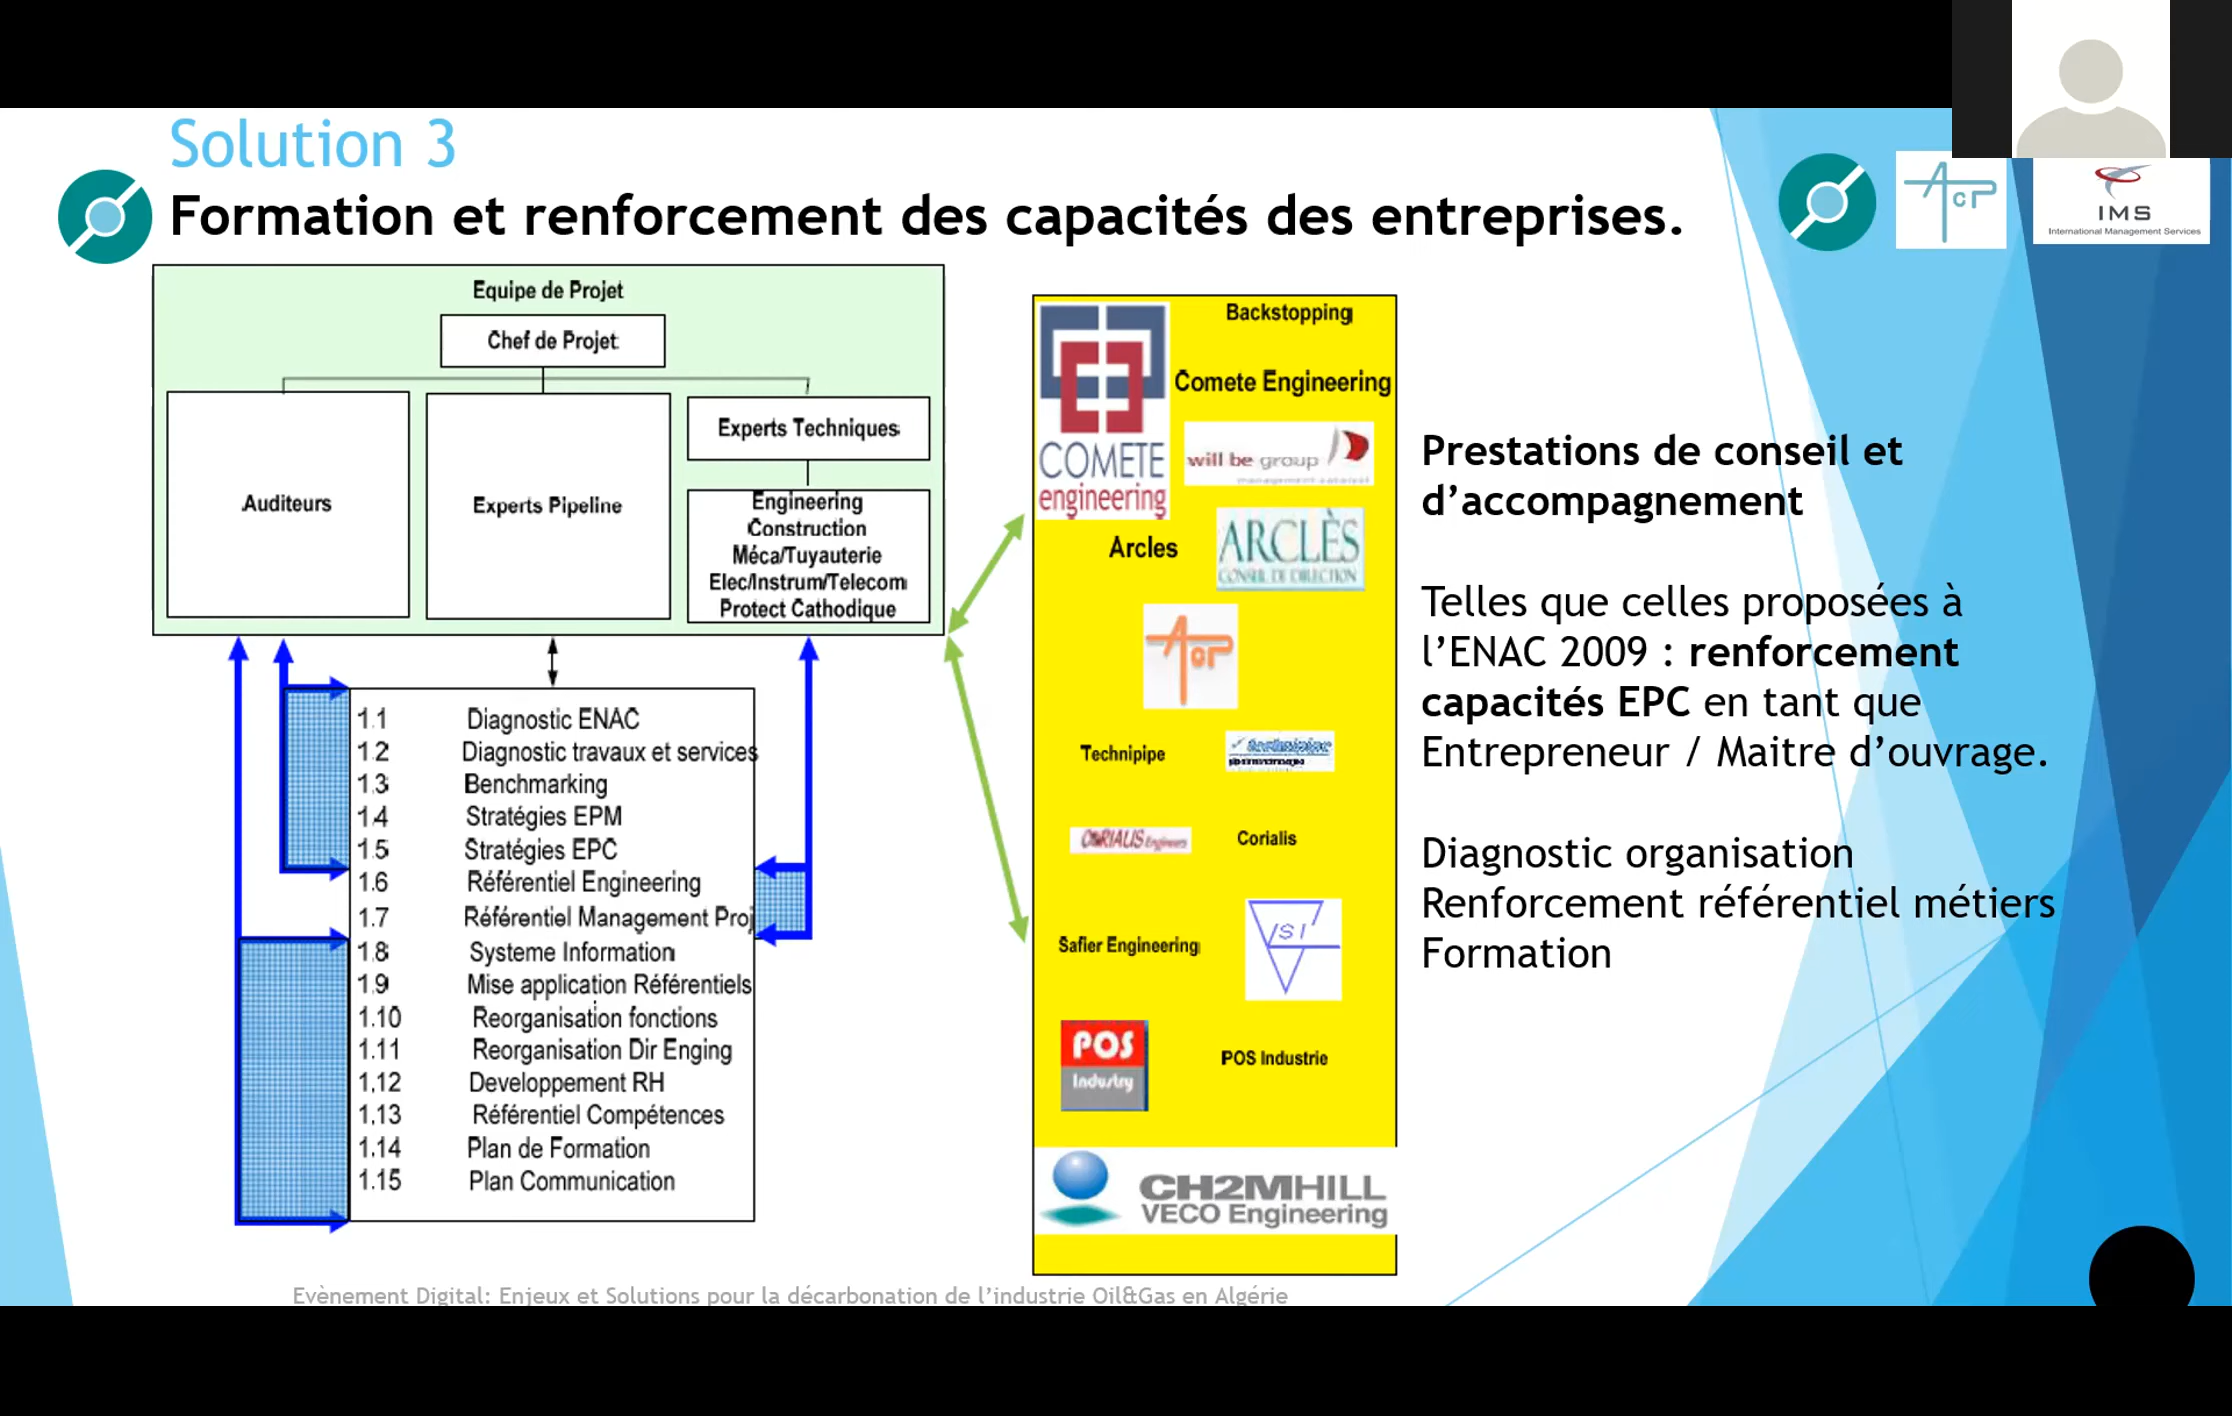 Solution 3
Formation et renforcement des capacités des entreprises.
ACP
IMS
International Management Services
Equipe de Projet
Chef de Projet
Auditeurs
Experts Pipeline
Experts Techniques
Engineering
Construction
Méca/Tuyauterie
Elec/Instrum/Telecom
Protect Cathodique
1.1 Diagnostic ENAC
1.2 Diagnostic travaux et services
1.3 Benchmarking
1.4 Stratégies EPM
1.5 Stratégies EPC
1.6 Référentiel Engineering
1.7 Référentiel Management Proj
1.8 Systeme Information
1.9 Mise application Référentiels
1.10 Reorganisation fonctions
1.11 Reorganisation Dir Enging
1,12 Developpement RH
1,13 Référentiel Compétences
1.14 Plan de Formation
1.15 Plan Communication
Backstopping
Comete Engineering
COMETE
engineering
will be group
Arcles
ARCLÈS
CONSEIL DE DIRECTION
ACP
Technipipe
CORIALIS Engineers
Corialis
Safier Engineering
ISI
POS
Industry
POS Industrie
CH2MHILL
VECO Engineering
Prestations de conseil et
d’accompagnement
Telles que celles proposées à
l’ENAC 2009 : renforcement
capacités EPC en tant que
Entrepreneur / Maitre d’ouvrage.
Diagnostic organisation
Renforcement référentiel métiers
Formation
Evènement Digital: Enjeux et Solutions pour la décarbonation de l’industrie Oil&Gas en Algérie